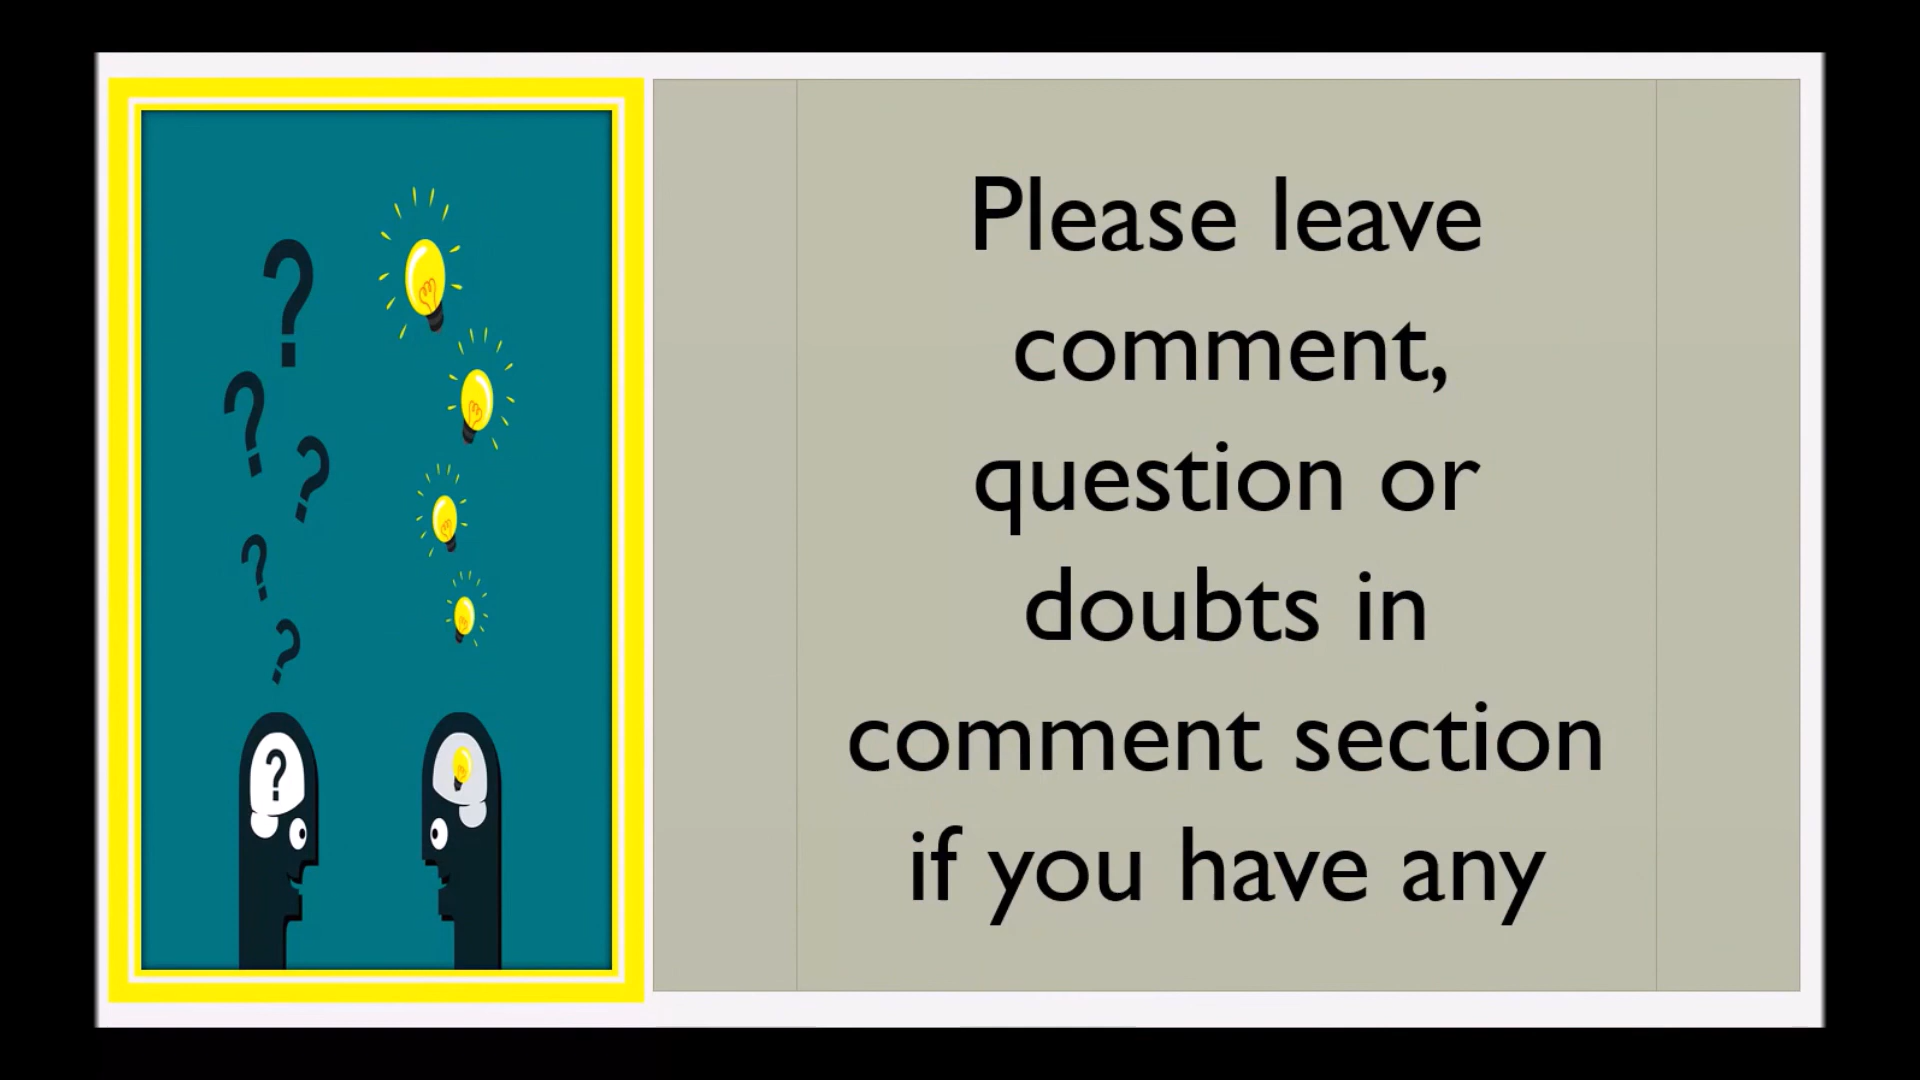 Please leave
comment,
question or
doubts in
comment section
if you have any